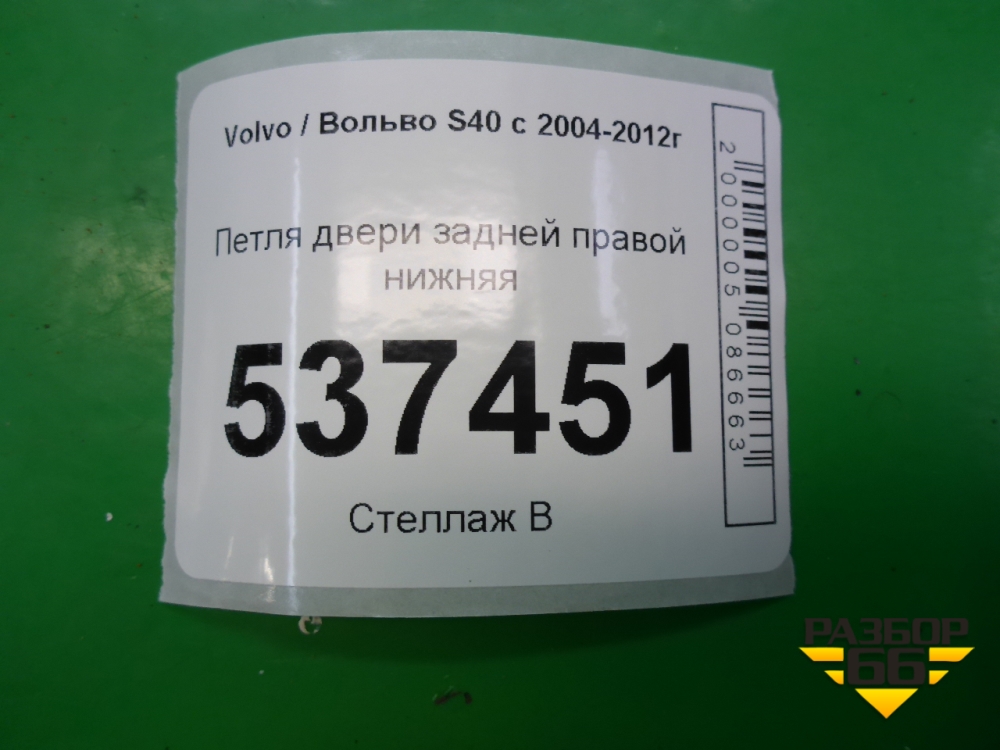 Volvo / Вольво S40 с 2004-2012г
Петля двери задней правой
нижняя
537451
Стеллаж В
2000005086663
РАЗБОР
66